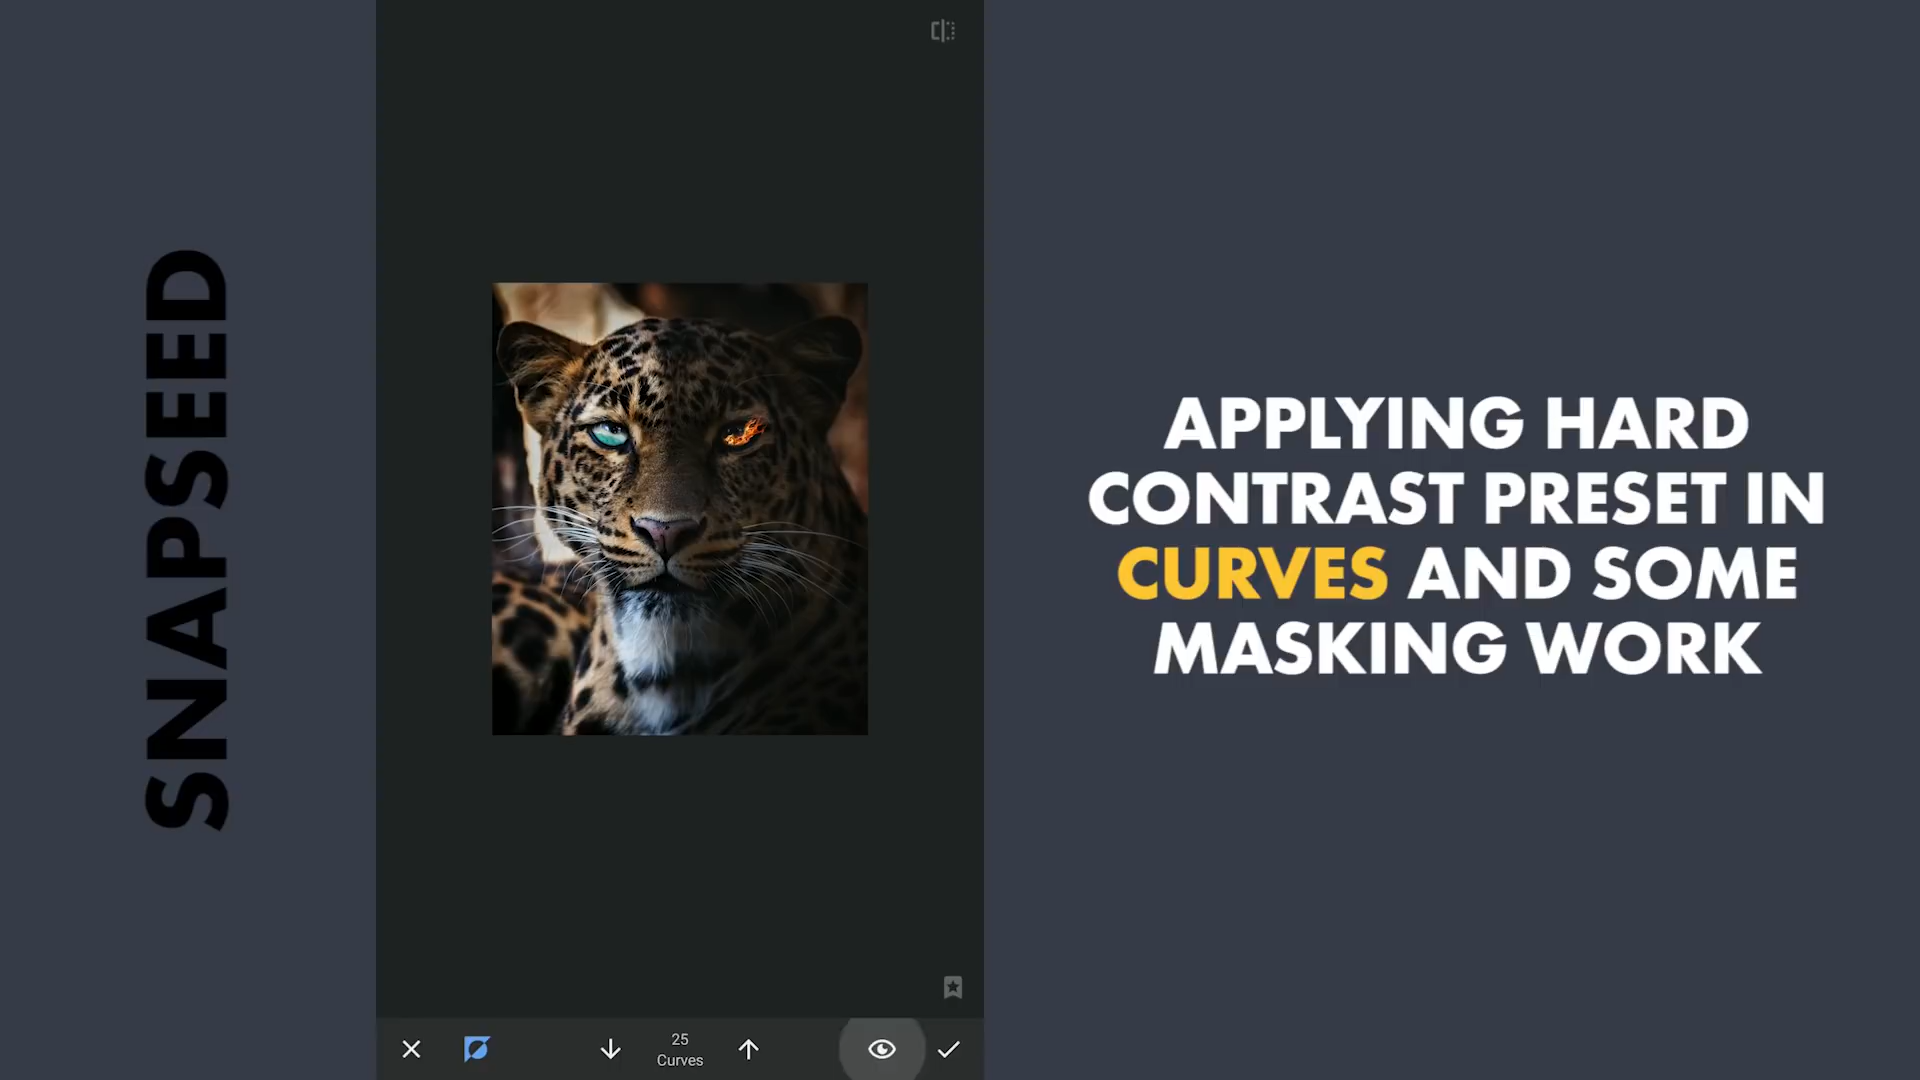 SNAPSEED
APPLYING HARD
CONTRAST PRESET IN
CURVES AND SOME
MASKING WORK
25
Curves